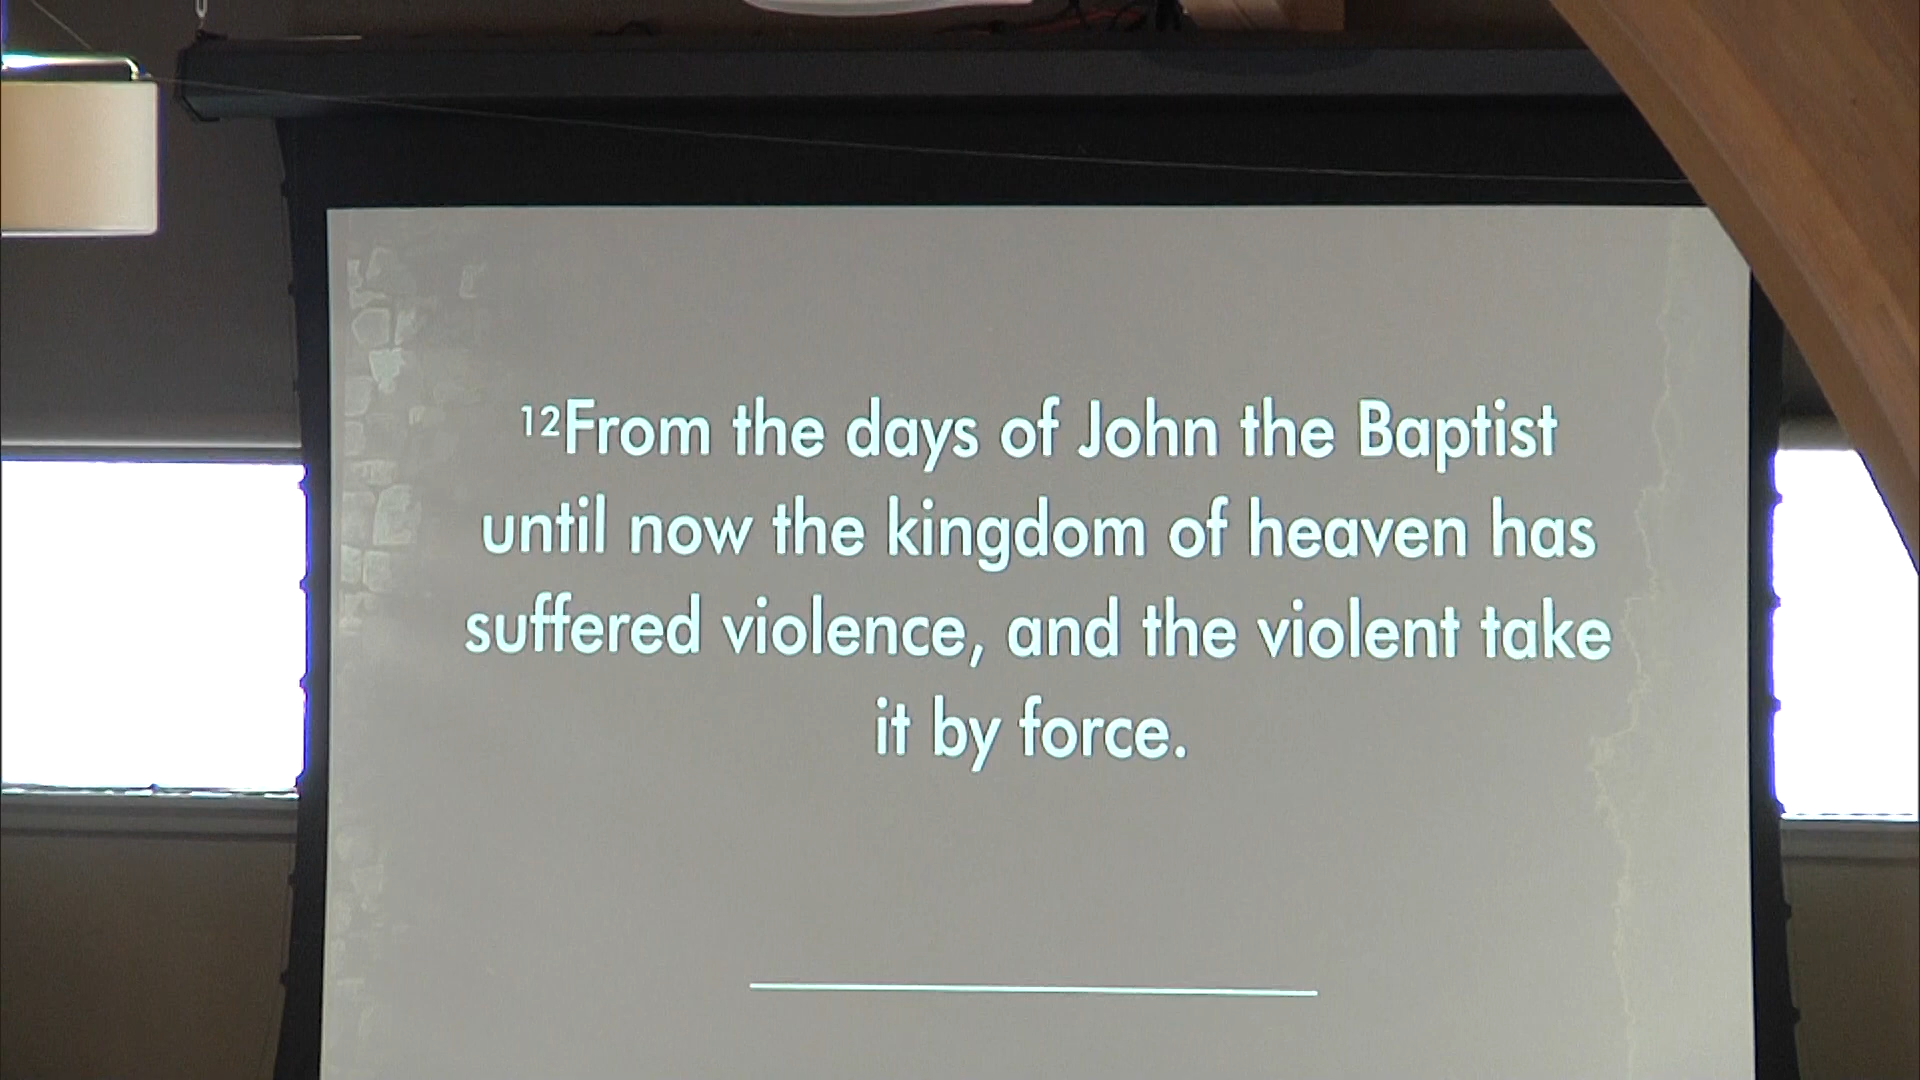 12From the days of John the Baptist
until now the kingdom of heaven has
suffered violence, and the violent take
it by force.